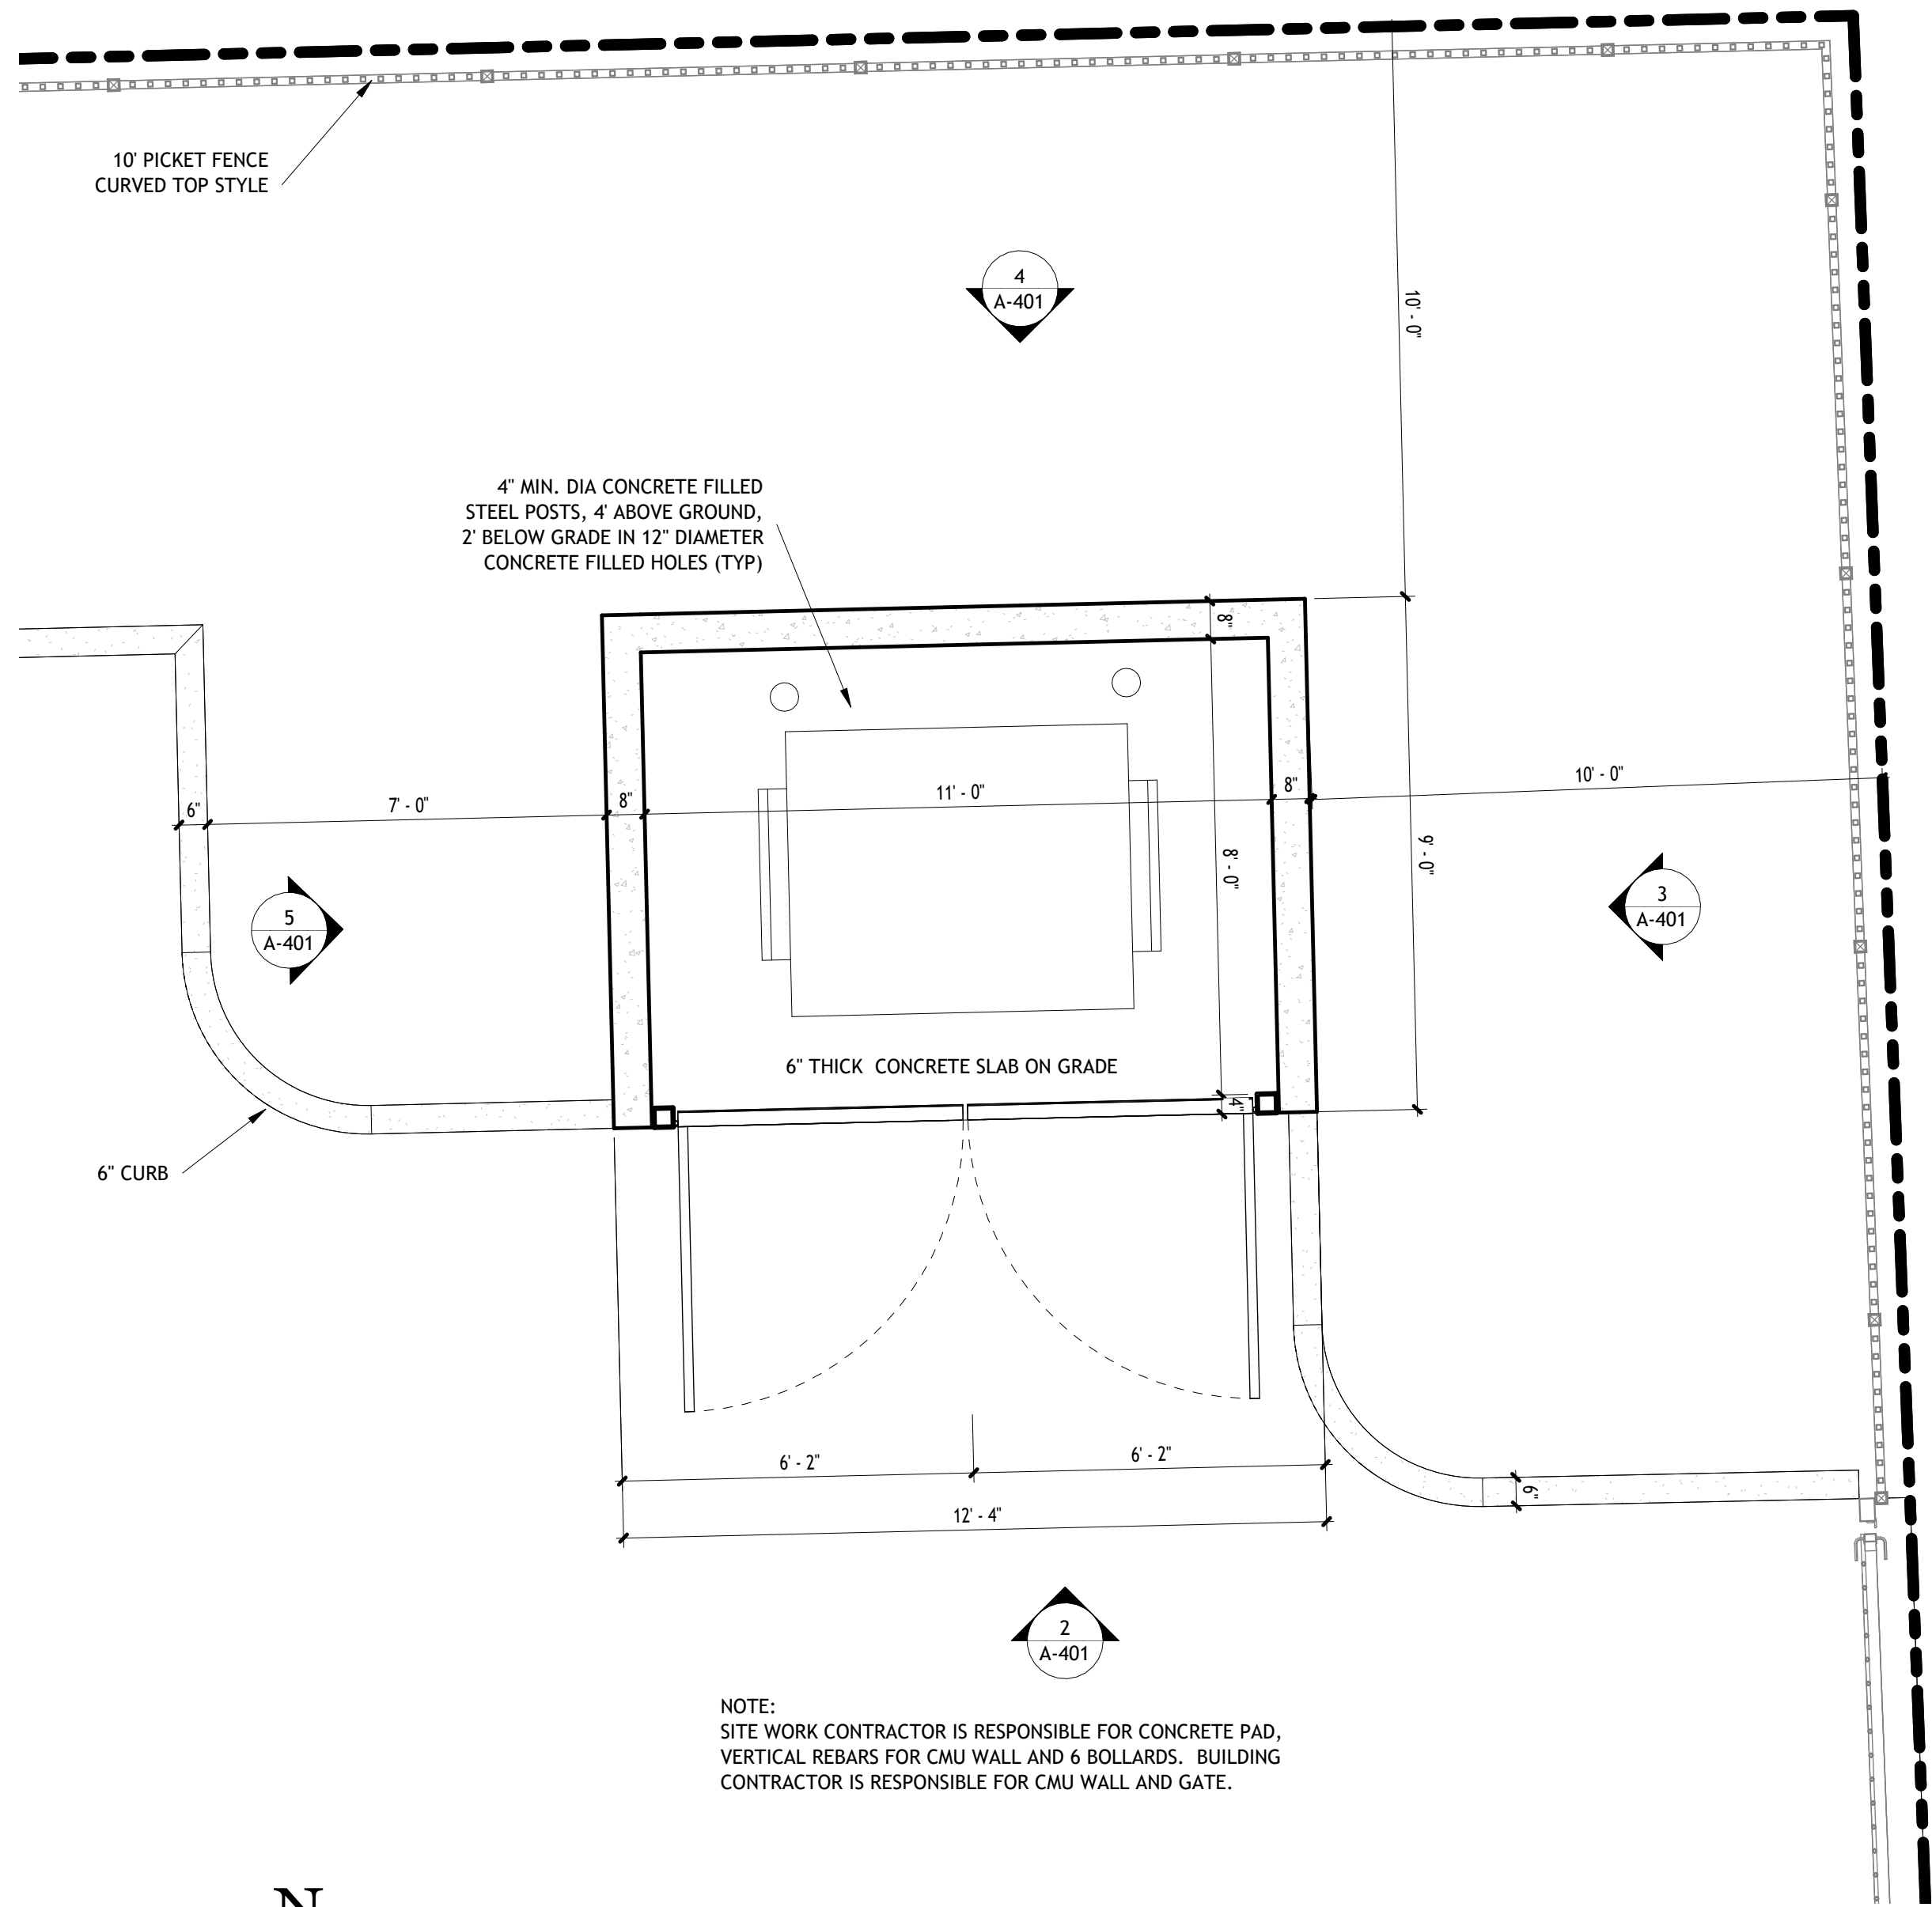 10' PICKET FENCE
CURVED TOP STYLE
4
A-401
10' - 0"
4" MIN. DIA CONCRETE FILLED
STEEL POSTS, 4' ABOVE GROUND,
2' BELOW GRADE IN 12" DIAMETER
CONCRETE FILLED HOLES (TYP)
8"
6"
7' - 0"
8"
11' - 0"
8"
10' - 0"
8' - 0"
9' - 0"
5
A-401
3
A-401
6" THICK CONCRETE SLAB ON GRADE
4"
6" CURB
6' - 2"
6' - 2"
6"
12' - 4"
2
A-401
NOTE:
SITE WORK CONTRACTOR IS RESPONSIBLE FOR CONCRETE PAD,
VERTICAL REBARS FOR CMU WALL AND 6 BOLLARDS. BUILDING
CONTRACTOR IS RESPONSIBLE FOR CMU WALL AND GATE.
N